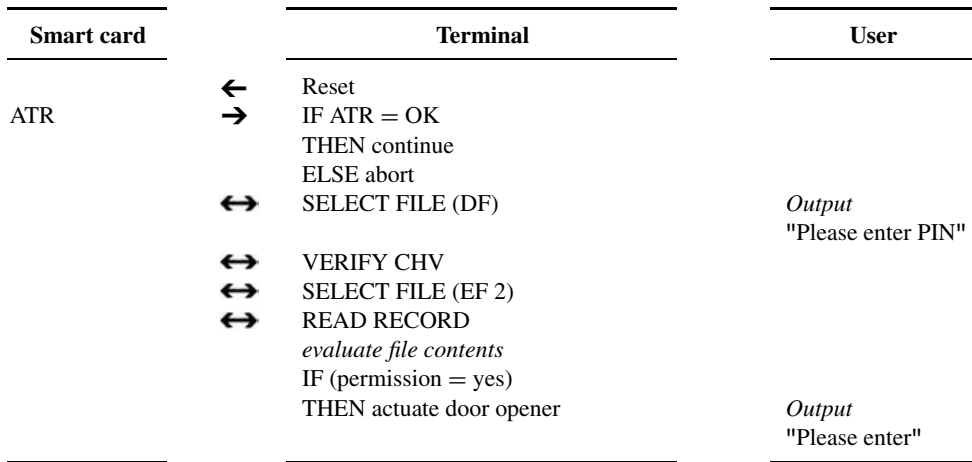 Smart card Terminal User
← Reset
ATR → IF ATR = OK
THEN continue
ELSE abort
↔ SELECT FILE (DF) Output
"Please enter PIN"
↔ VERIFY CHV
↔ SELECT FILE (EF 2)
↔ READ RECORD
evaluate file contents
IF (permission = yes)
THEN actuate door opener Output
"Please enter"